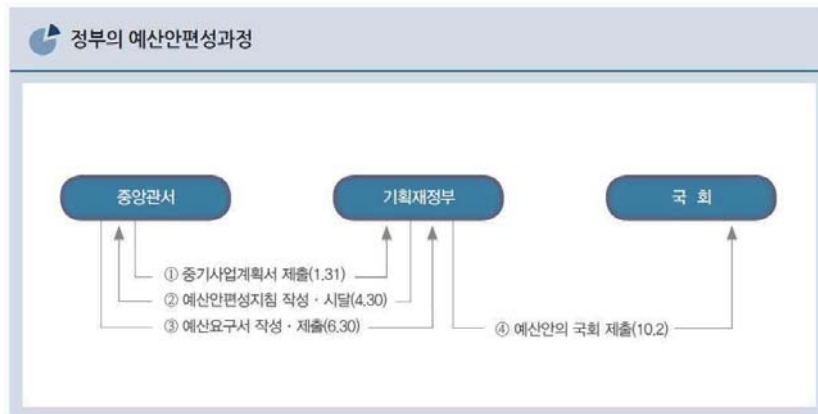 정부의 예산안편성과정
중앙관서
기획재정부
국 회
① 중기사업계획서 제출(1.31)
② 예산안편성지침 작성 · 시달(4.30)
③ 예산요구서 작성 · 제출(6.30)
④ 예산안의 국회 제출(10.2)